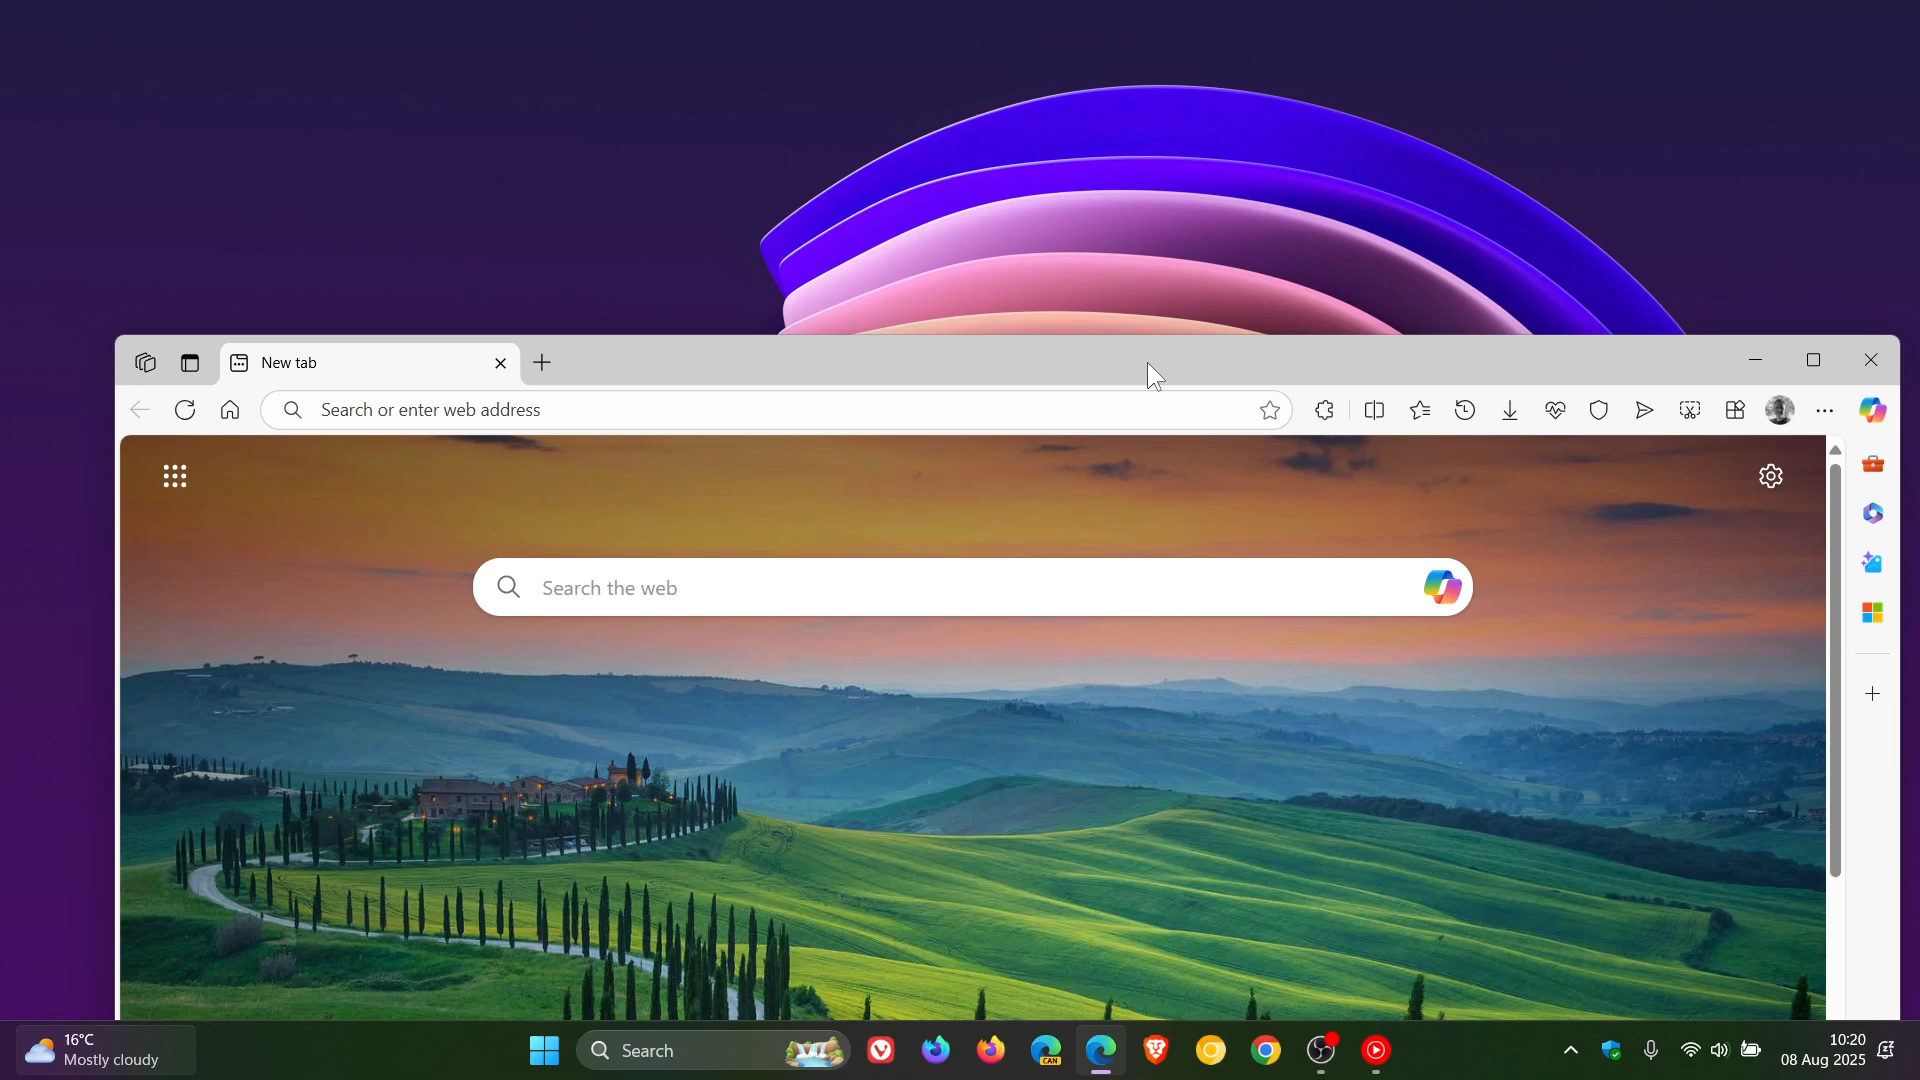 New tab
Search or enter web address
Search the web
16°C
Mostly cloudy
Search
CAN
10:20
08 Aug 2025